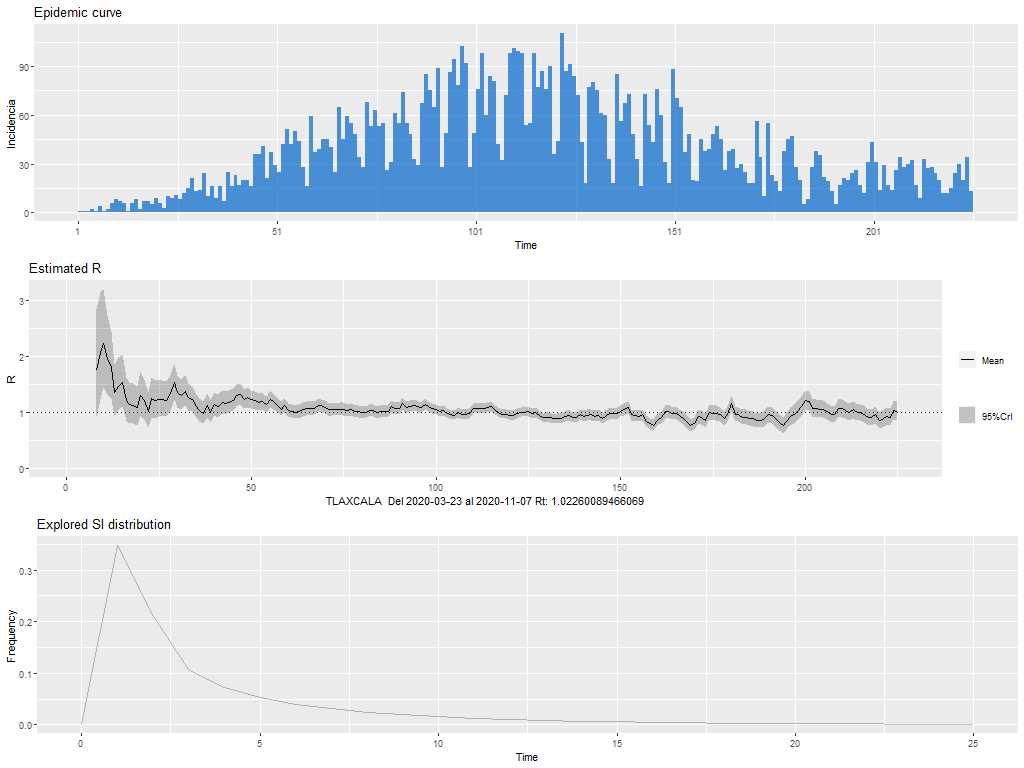 Epidemic curve
Incidencia
90
60
30
0
1
51
101
151
201
Time
Estimated R
R
3
2
1
0
Mean
95%CrI
0
50
100
150
200
TLAXCALA Del 2020-03-23 al 2020-11-07 Rt: 1.02260089466069
Explored SI distribution
Frequency
0.3
0.2
0.1
0.0
0
5
10
15
20
25
Time